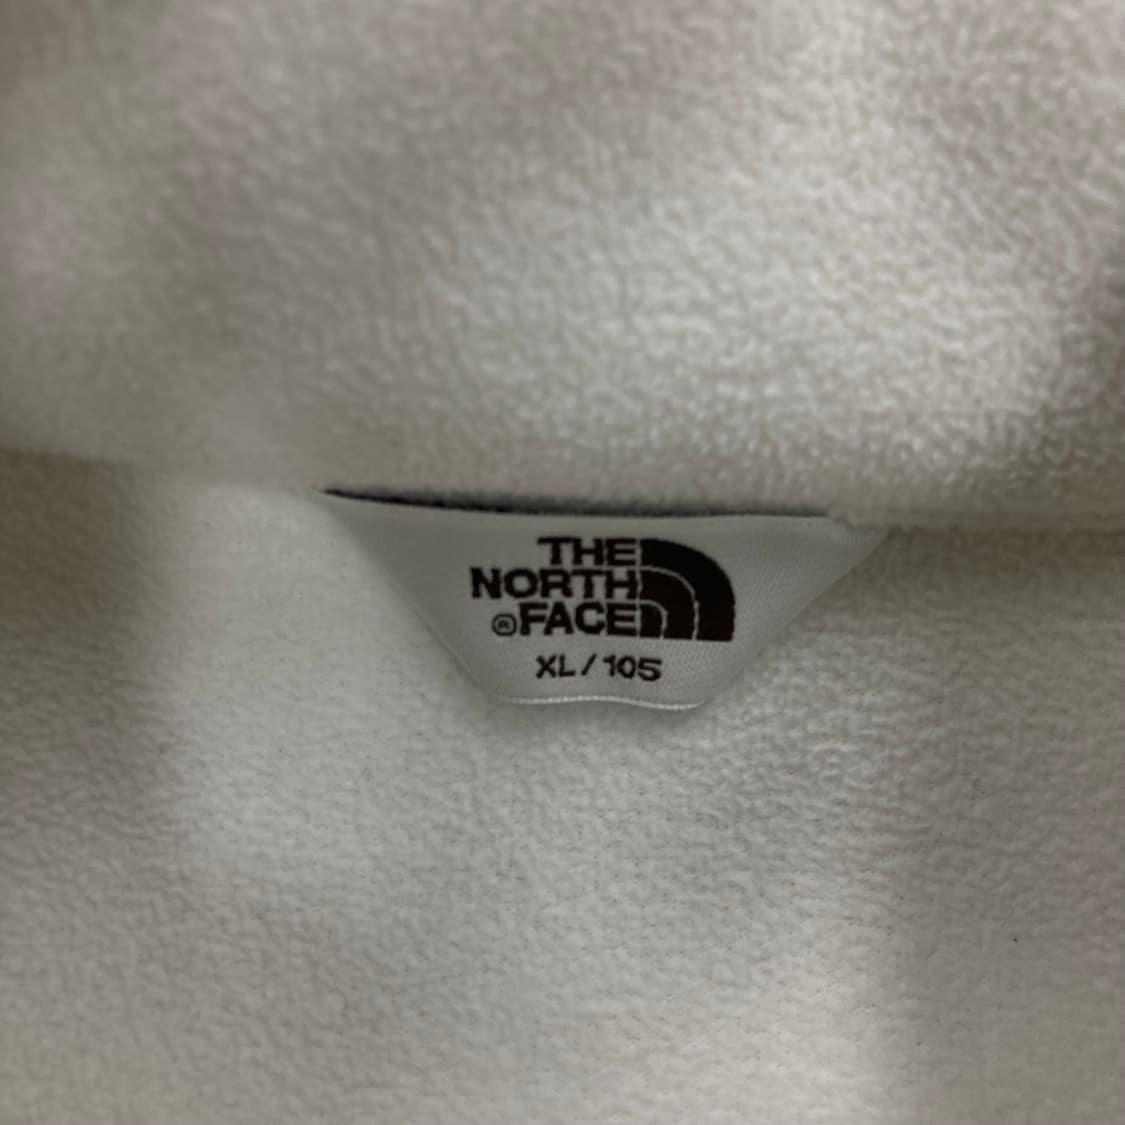 THE
NORTH
®FACE
XL/105